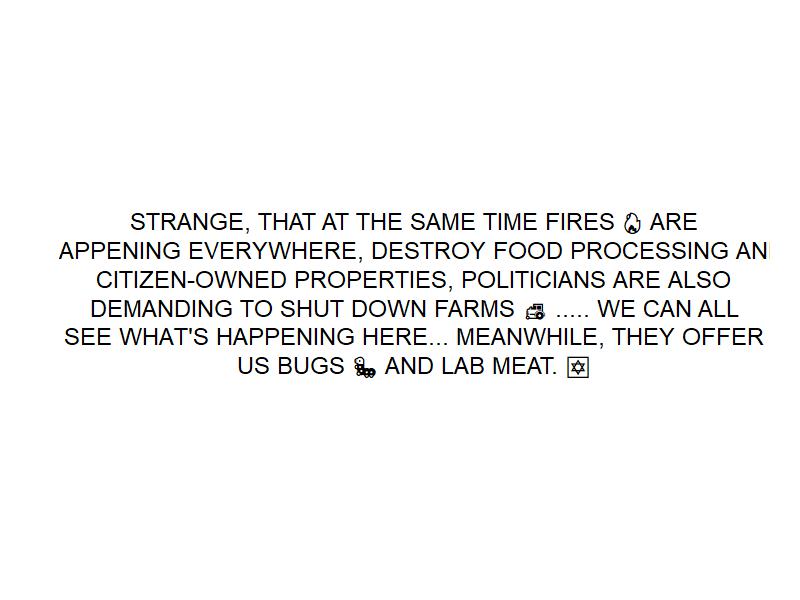 STRANGE, THAT AT THE SAME TIME FIRES 🔥 ARE
APPENING EVERYWHERE, DESTROY FOOD PROCESSING AN
CITIZEN-OWNED PROPERTIES, POLITICIANS ARE ALSO
DEMANDING TO SHUT DOWN FARMS 🚜 ..... WE CAN ALL
SEE WHAT'S HAPPENING HERE... MEANWHILE, THEY OFFER
US BUGS 🐛 AND LAB MEAT. 🔯